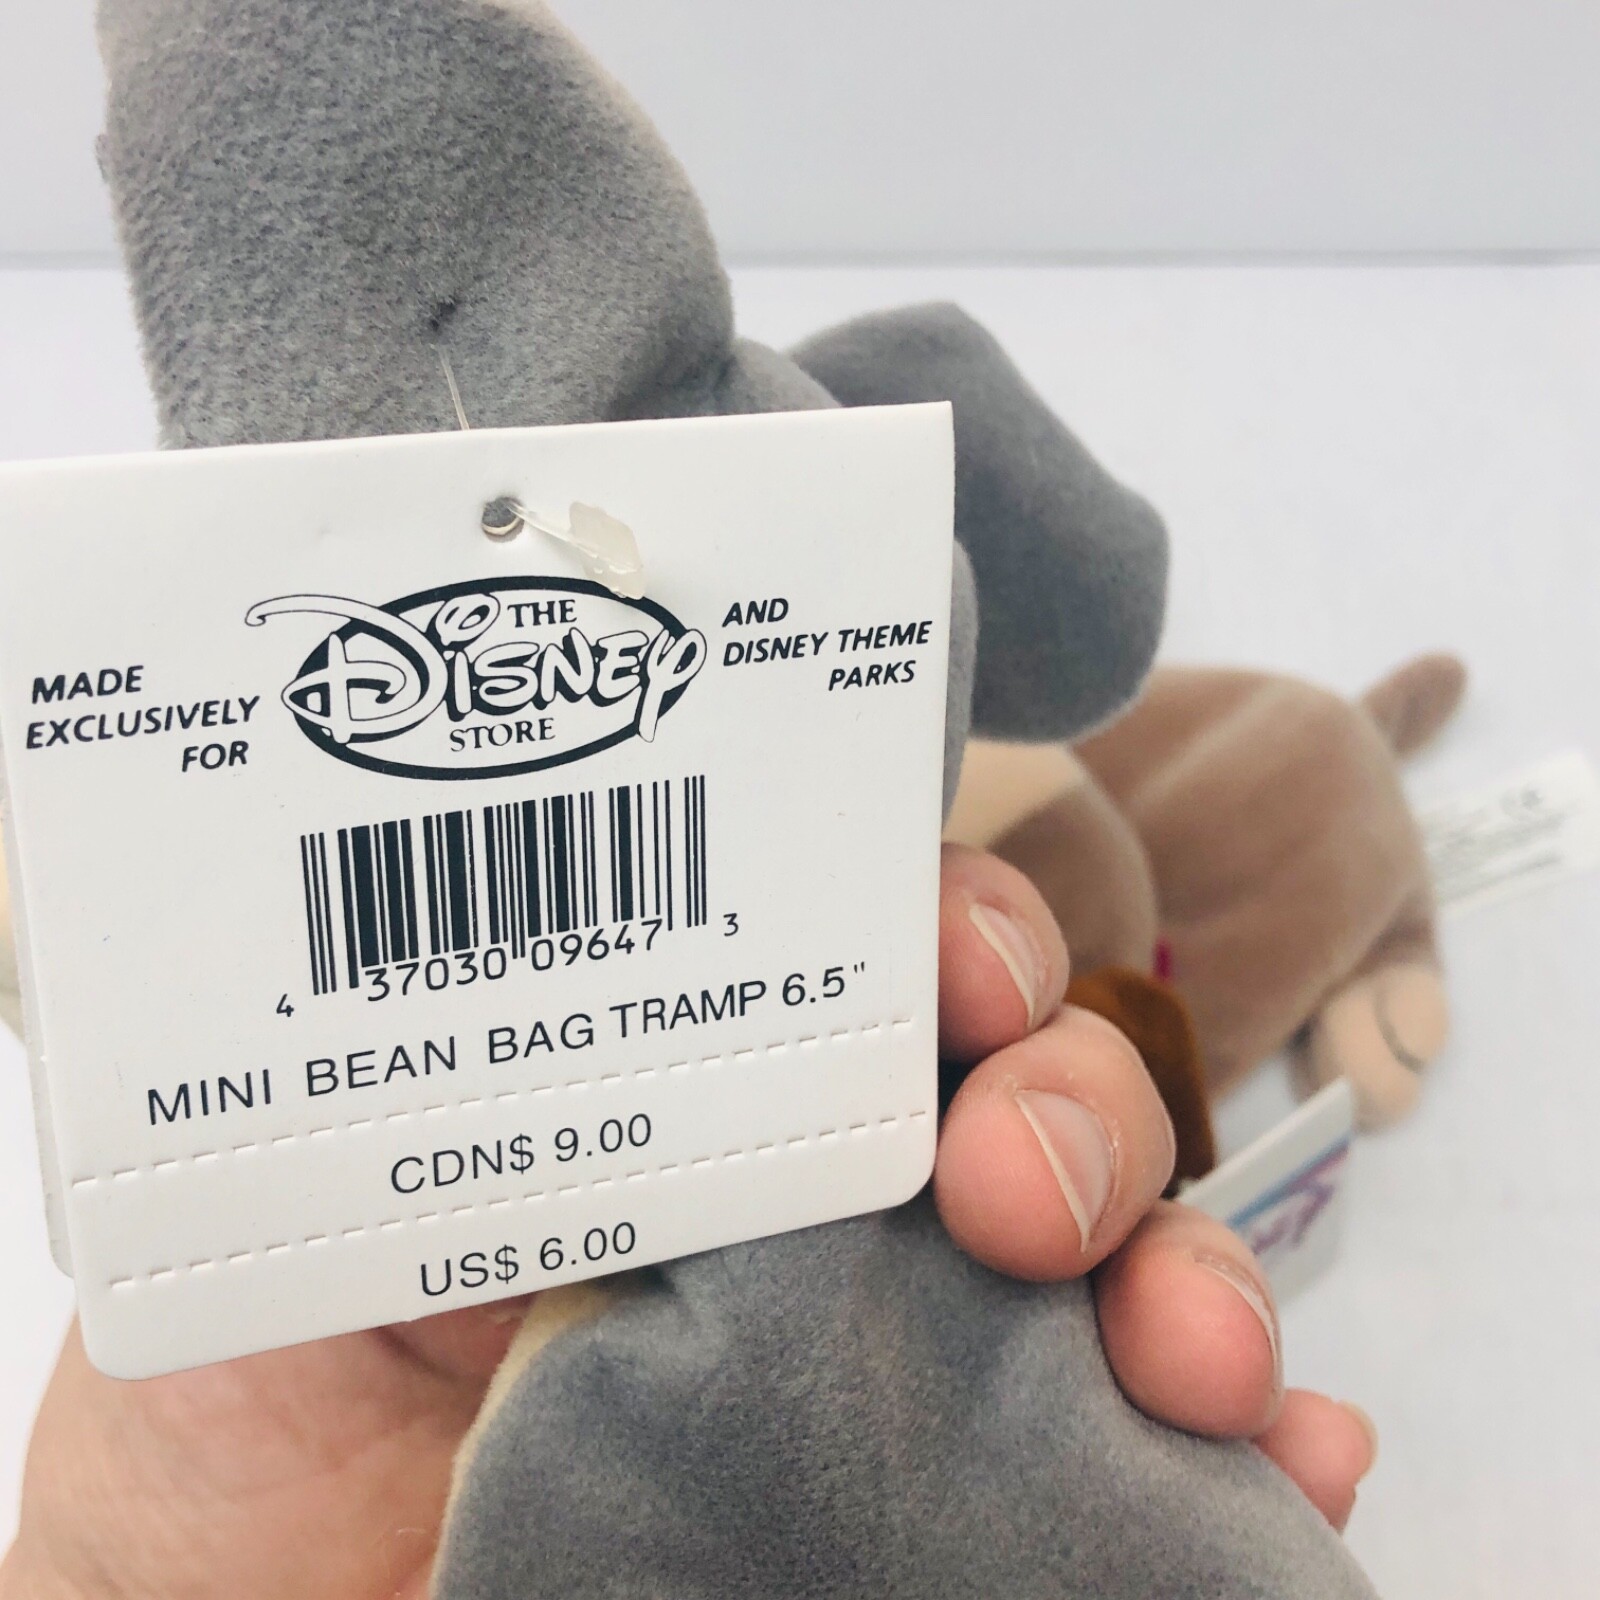 MADE
EXCLUSIVELY
FOR
THE
DISNEY
STORE
AND
DISNEY THEME
PARKS
4 37030 09647 3
MINI BEAN BAG TRAMP 6.5"
CDN$ 9.00
US$ 6.00